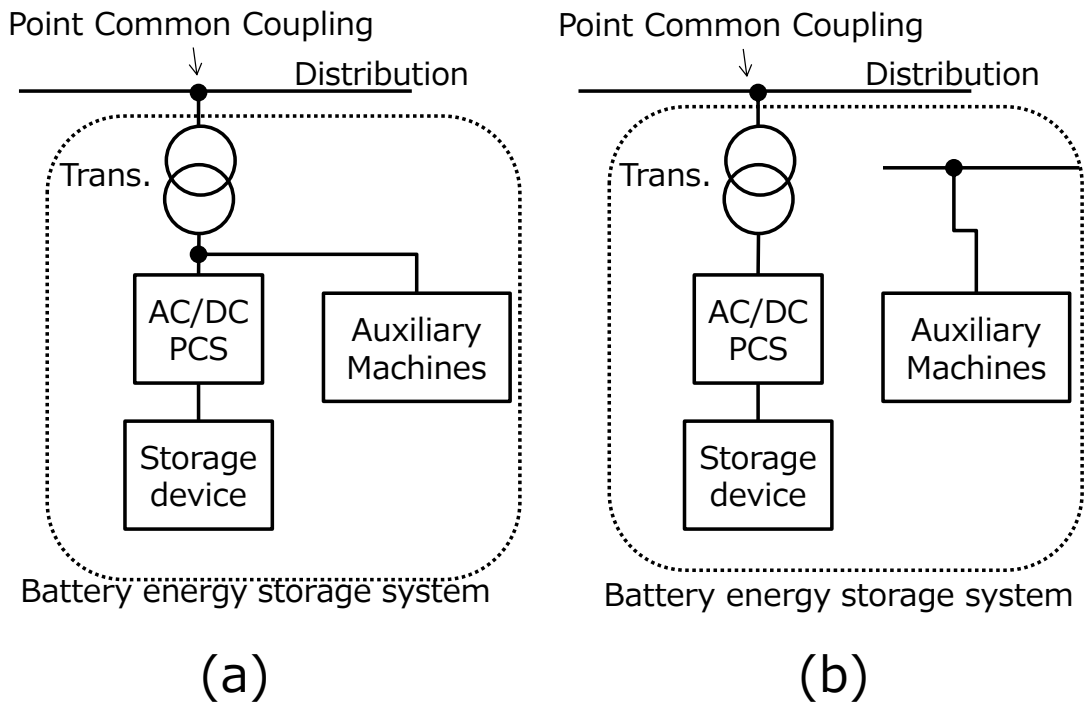 Point Common Coupling
Distribution
Trans.
AC/DC
PCS
Auxiliary
Machines
Storage
device
Battery energy storage system
(a)
Point Common Coupling
Distribution
Trans.
AC/DC
PCS
Auxiliary
Machines
Storage
device
Battery energy storage system
(b)